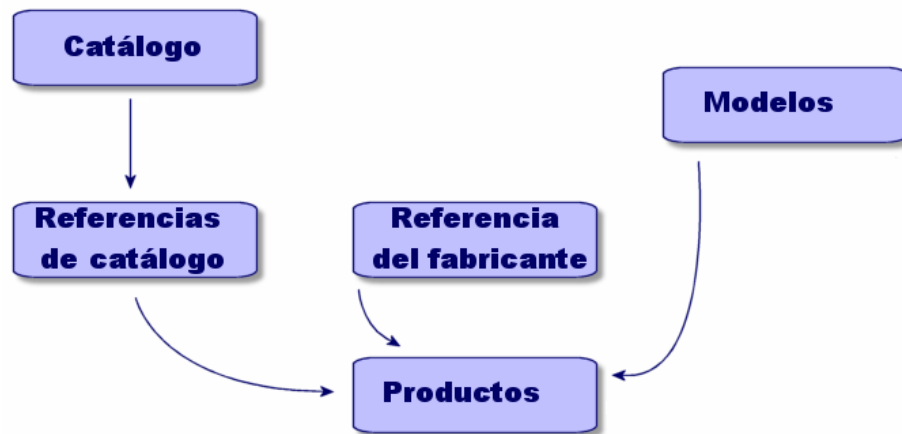 Catálogo
Modelos
Referencias
de catálogo
Referencia
del fabricante
Productos